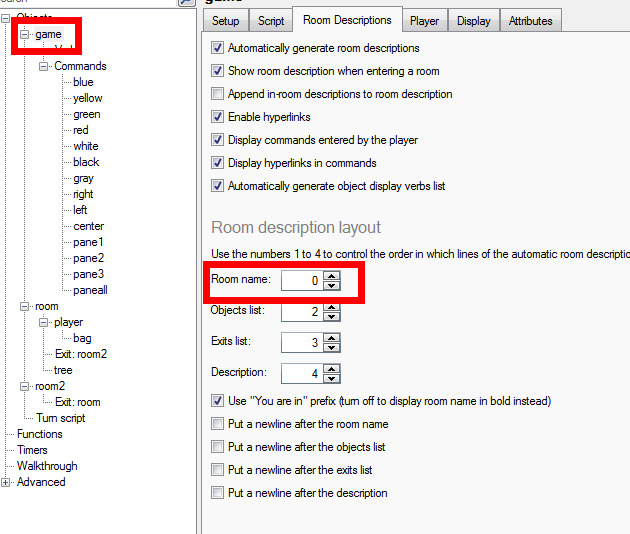 game
Setup Script Room Descriptions Player Display Attributes
Objects
game
Commands
blue
yellow
green
red
white
black
gray
right
left
center
pane1
pane2
pane3
paneall
room
player
bag
Exit: room2
tree
room2
Exit: room
Turn script
Functions
Timers
Walkthrough
Advanced
Automatically generate room descriptions
Show room description when entering a room
Append in-room descriptions to room description
Enable hyperlinks
Display commands entered by the player
Display hyperlinks in commands
Automatically generate object display verbs list
Room description layout
Use the numbers 1 to 4 to control the order in which lines of the automatic room descriptio
Room name: 0
Objects list: 2
Exits list: 3
Description: 4
Use "You are in" prefix (turn off to display room name in bold instead)
Put a newline after the room name
Put a newline after the objects list
Put a newline after the exits list
Put a newline after the description